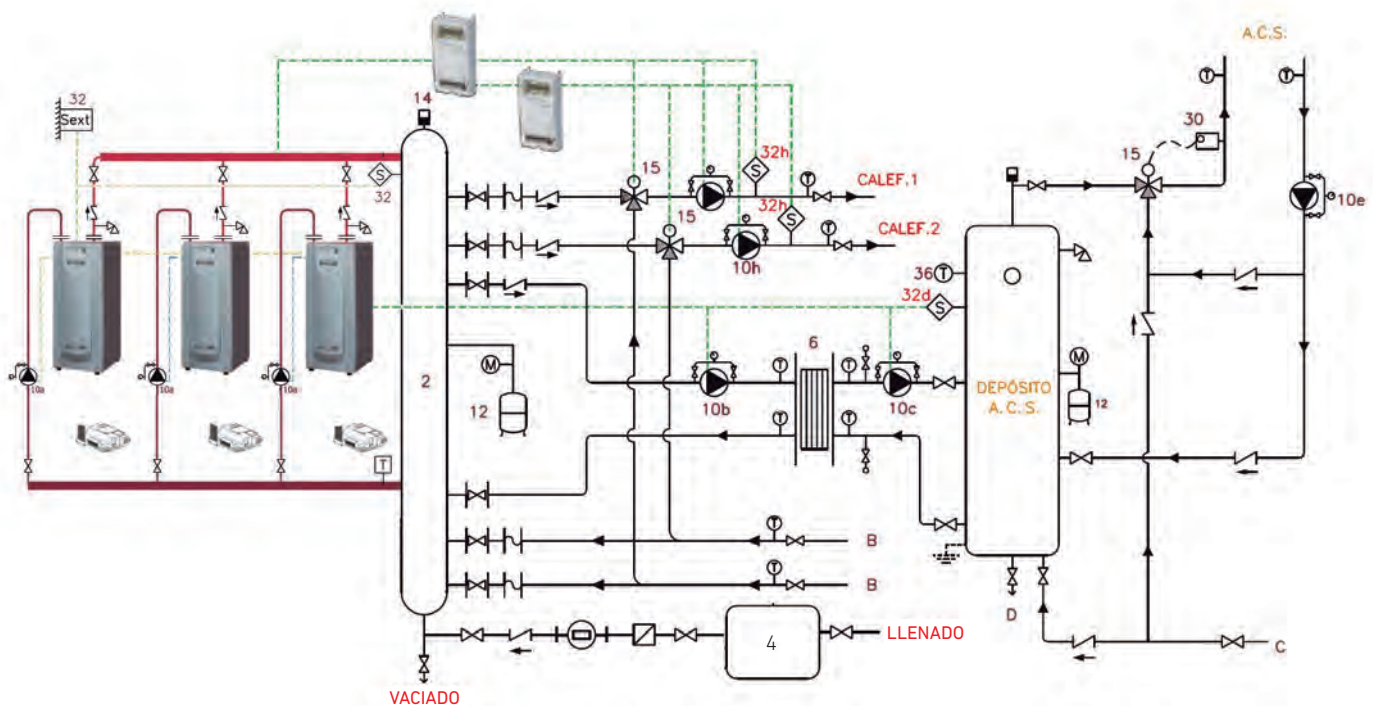 A.C.S.
T
T
14
32
Sext
30
15
S
32
15
32h
S
T
CALEF.1
15
32h
S
T
CALEF.2
10h
10e
36 T
32d
S
6
T
T
M
12
10b
10c
DEPÓSITO
A.C.S.
M
12
2
10a
10a
10a
T
T
T
T
B
T
B
D
4
LLENADO
C
VACIADO